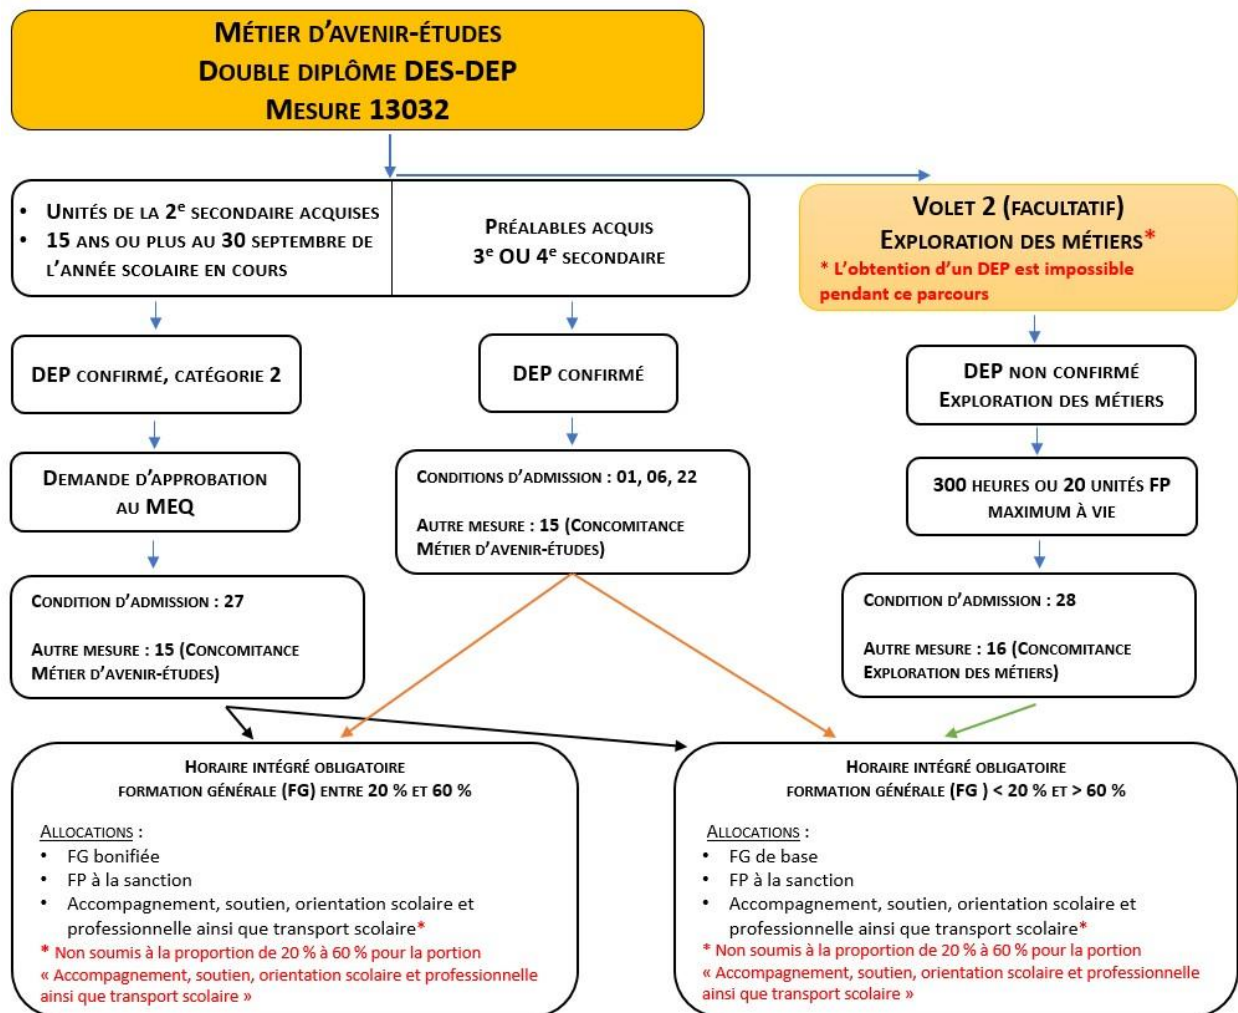 MÉTIER D'AVENIR-ÉTUDES
DOUBLE DIPLÔME DES-DEP
MESURE 13032
• UNITÉS DE LA 2e SECONDAIRE ACQUISES
• 15 ANS OU PLUS AU 30 SEPTEMBRE DE
L'ANNÉE SCOLAIRE EN COURS
PRÉALABLES ACQUIS
3e OU 4e SECONDAIRE
VOLET 2 (FACULTATIF)
EXPLORATION DES MÉTIERS*
* L'obtention d'un DEP est impossible
pendant ce parcours
DEP CONFIRMÉ, CATÉGORIE 2
DEP CONFIRMÉ
DEP NON CONFIRMÉ
EXPLORATION DES MÉTIERS
DEMANDE D'APPROBATION
AU MEQ
CONDITIONS D'ADMISSION : 01, 06, 22
AUTRE MESURE : 15 (CONCOMITANCE
MÉTIER D'AVENIR-ÉTUDES)
300 HEURES OU 20 UNITÉS FP
MAXIMUM À VIE
CONDITION D'ADMISSION : 27
AUTRE MESURE : 15 (CONCOMITANCE
MÉTIER D'AVENIR-ÉTUDES)
CONDITION D'ADMISSION : 28
AUTRE MESURE : 16 (CONCOMITANCE
EXPLORATION DES MÉTIERS)
HORAIRE INTÉGRÉ OBLIGATOIRE
FORMATION GÉNÉRALE (FG) ENTRE 20 % ET 60 %
ALLOCATIONS :
• FG bonifiée
• FP à la sanction
• Accompagnement, soutien, orientation scolaire et
professionnelle ainsi que transport scolaire*
* Non soumis à la proportion de 20 % à 60 % pour la portion
« Accompagnement, soutien, orientation scolaire et professionnelle
ainsi que transport scolaire »
HORAIRE INTÉGRÉ OBLIGATOIRE
FORMATION GÉNÉRALE (FG ) < 20 % ET > 60 %
ALLOCATIONS :
• FG de base
• FP à la sanction
• Accompagnement, soutien, orientation scolaire et
professionnelle ainsi que transport scolaire*
* Non soumis à la proportion de 20 % à 60 % pour la portion
« Accompagnement, soutien, orientation scolaire et professionnelle
ainsi que transport scolaire »